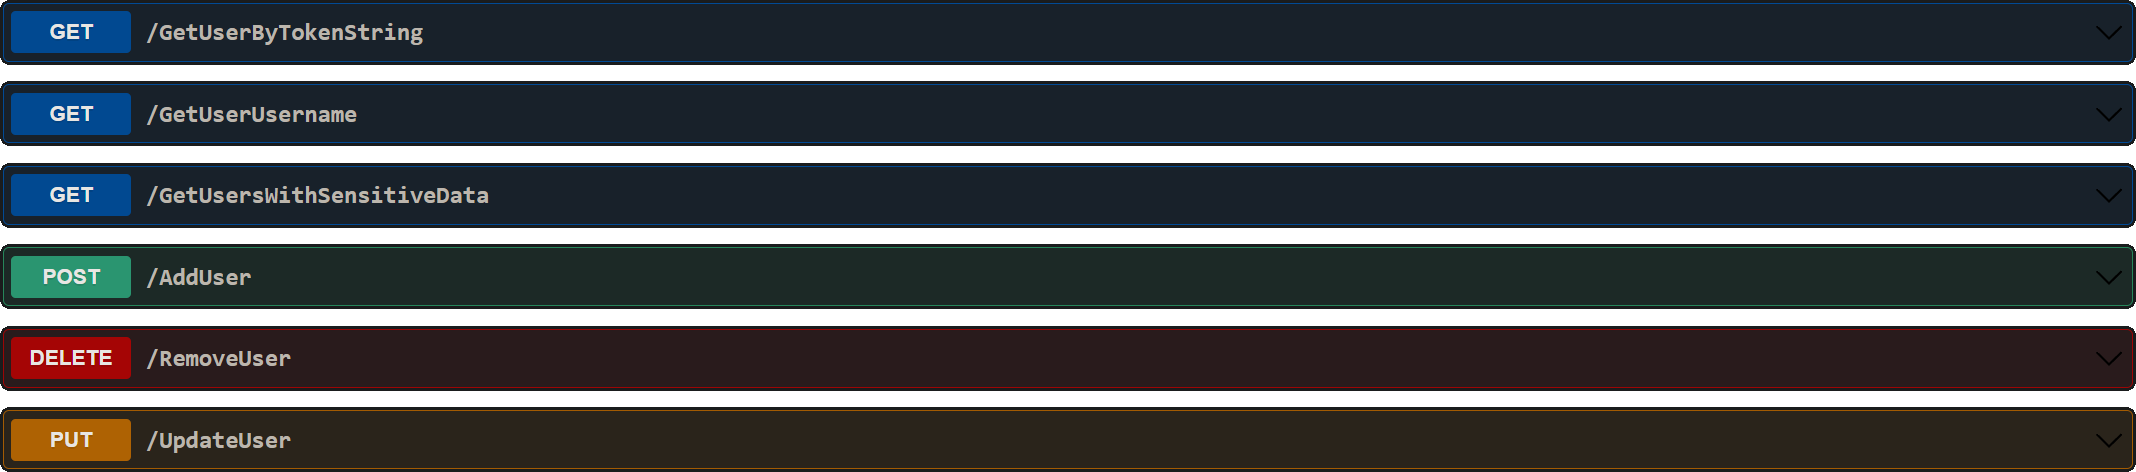 GET /GetUserByTokenString
GET /GetUserUsername
GET /GetUsersWithSensitiveData
POST /AddUser
DELETE /RemoveUser
PUT /UpdateUser